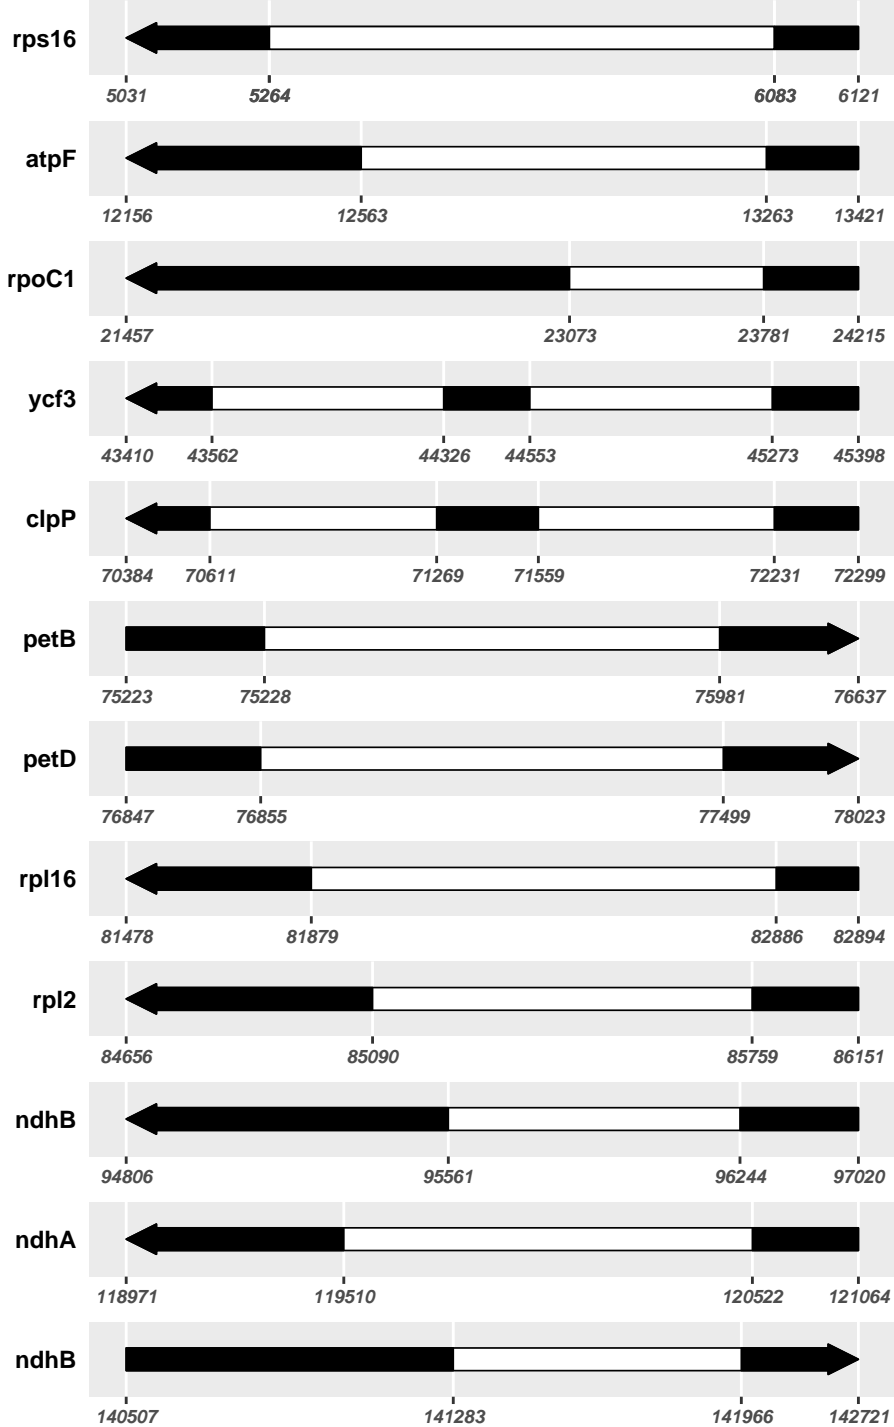 rps16
5031 5264 6083 6121
atpF
12156 12563 13263 13421
rpoC1
21457 23073 23781 24215
ycf3
43410 43562 44326 44553 45273 45398
clpP
70384 70611 71269 71559 72231 72299
petB
75223 75228 75981 76637
petD
76847 76855 77499 78023
rpl16
81478 81879 82886 82894
rpl2
84656 85090 85759 86151
ndhB
94806 95561 96244 97020
ndhA
118971 119510 120522 121064
ndhB
140507 141283 141966 142721